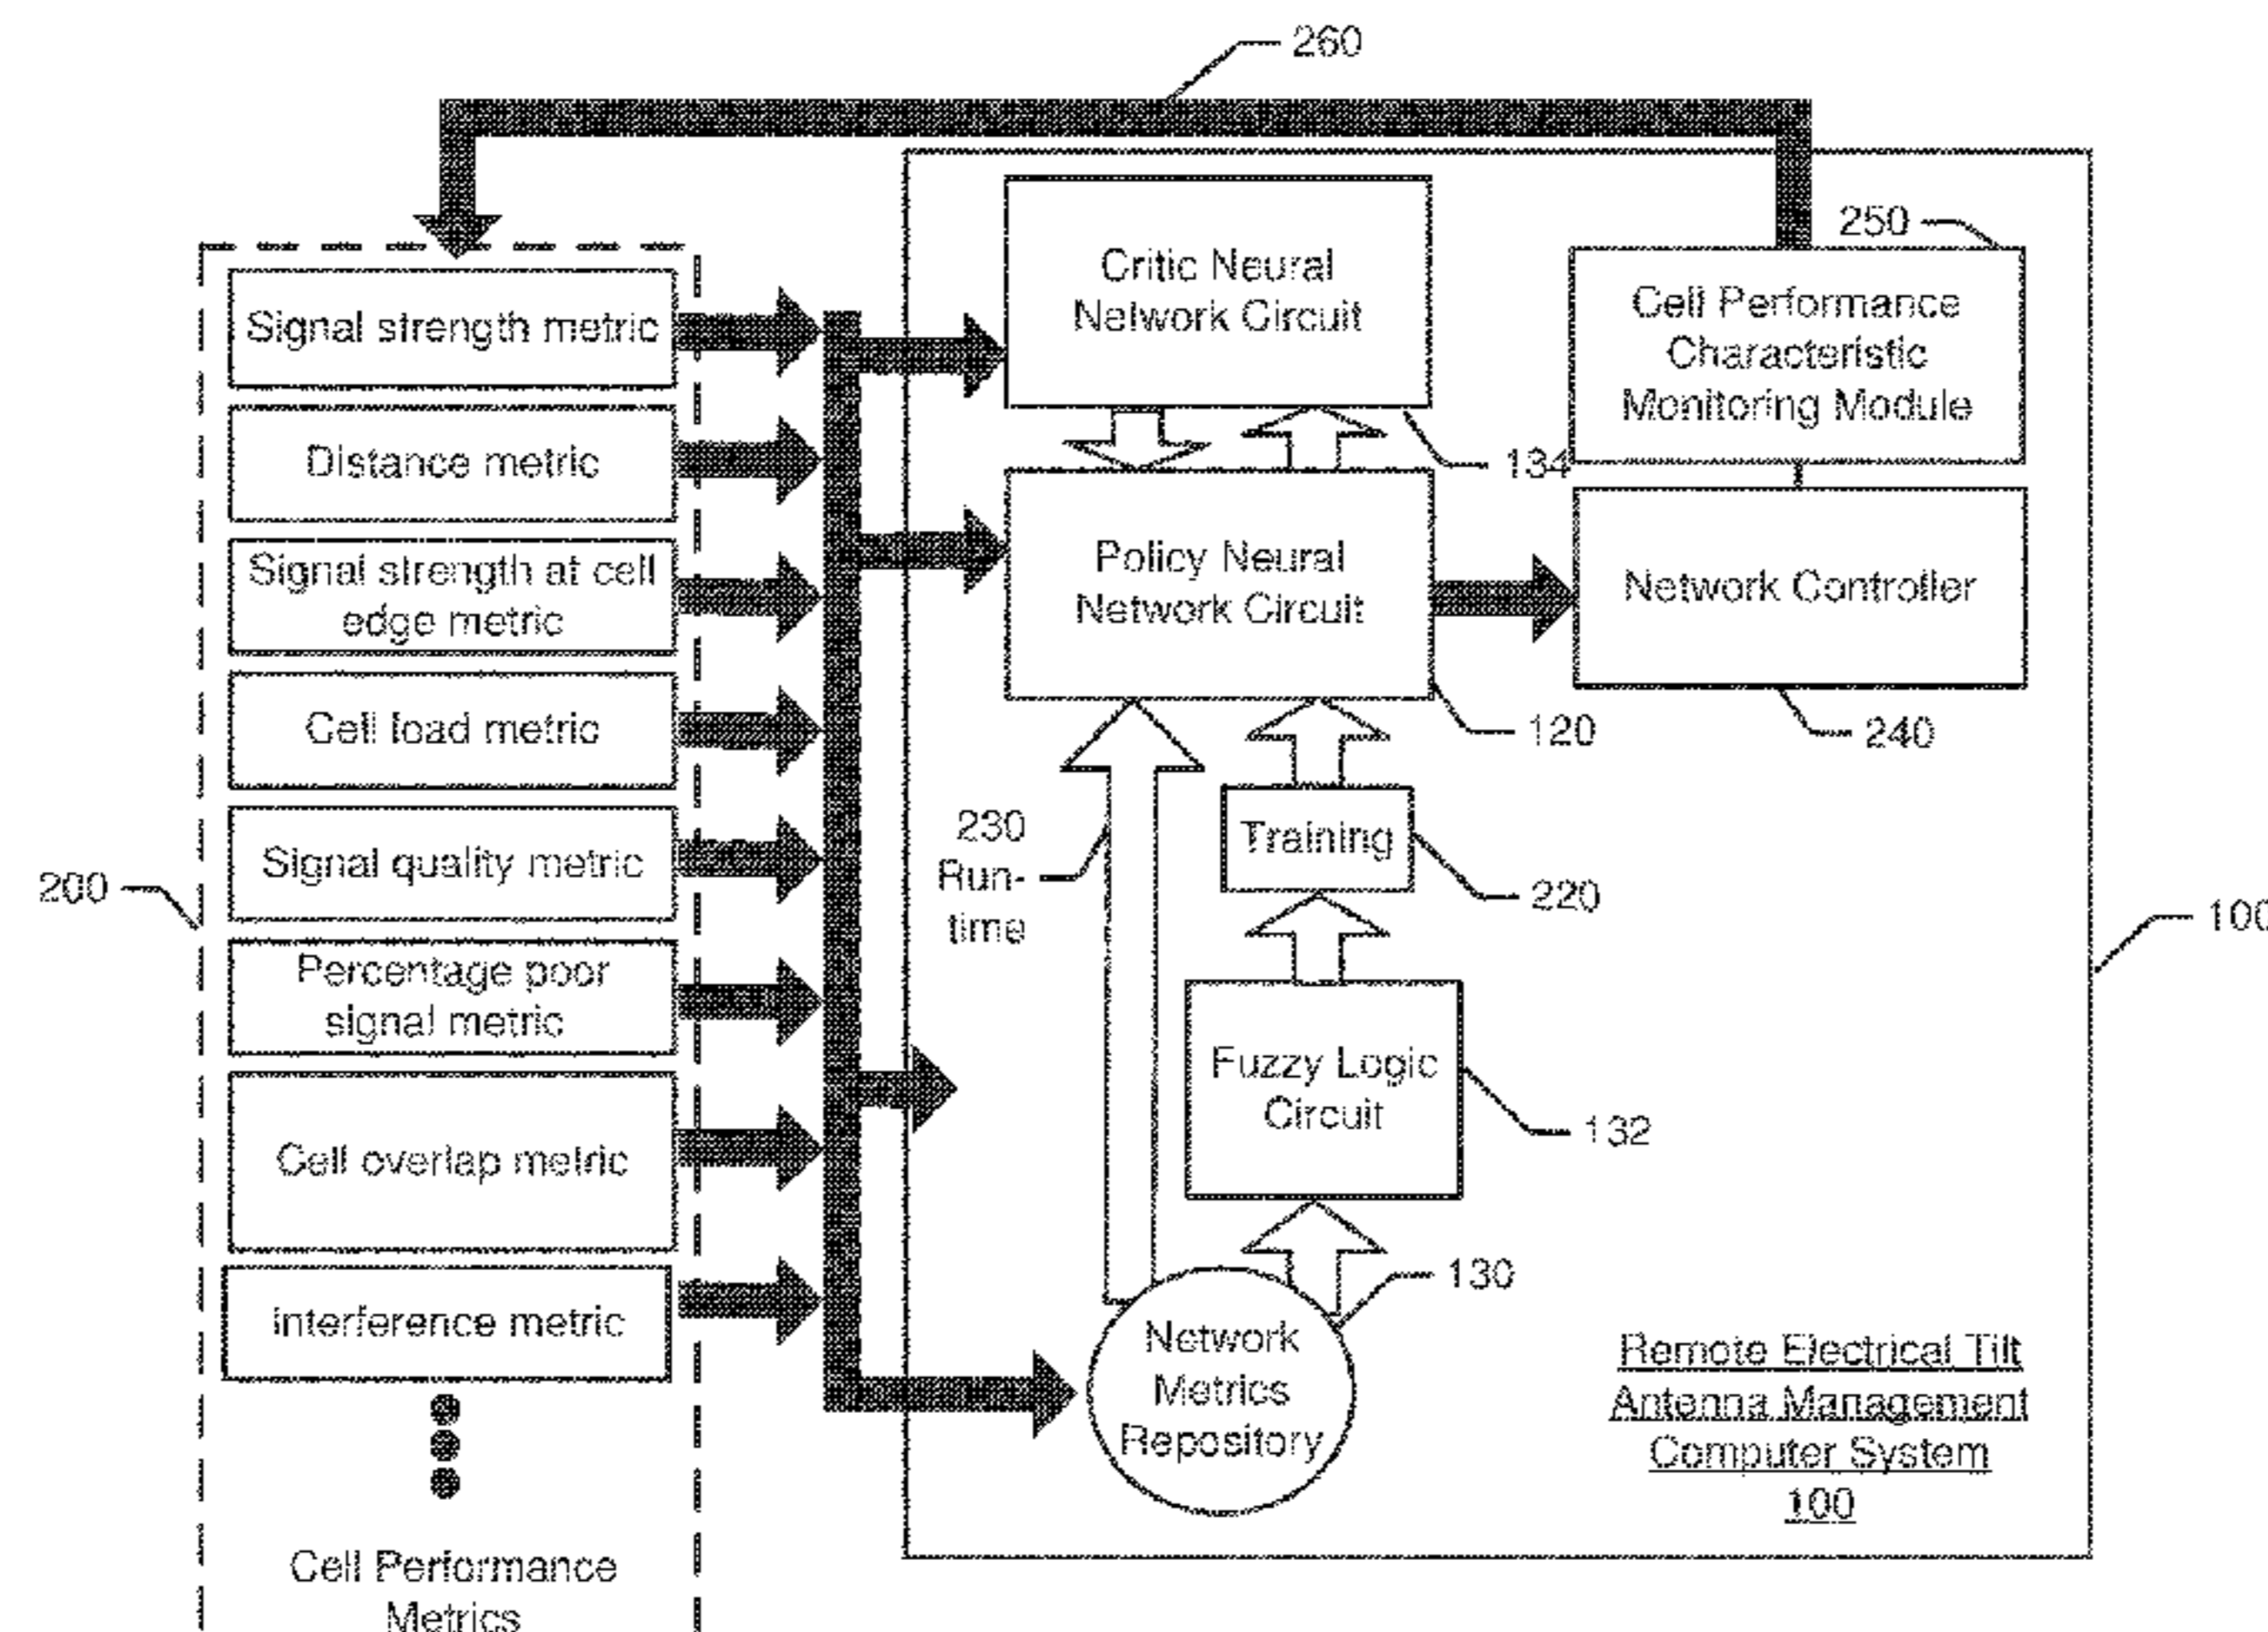 260
250
Critic Neural
Network Circuit
Cell Performance
Characteristic
Monitoring Module
Signal strength metric
Distance metric
134
Signal strength at cell
edge metric
Policy Neural
Network Circuit
Network Controller
Cell load metric
120
240
230
Run-
time
Training
220
Signal quality metric
200
100
Percentage poor
signal metric
Fuzzy Logic
Circuit
132
Cell overlap metric
130
Interference metric
Network
Metrics
Repository
Remote Electrical Tilt
Antenna Management
Computer System
100
Cell Performance
Metrics